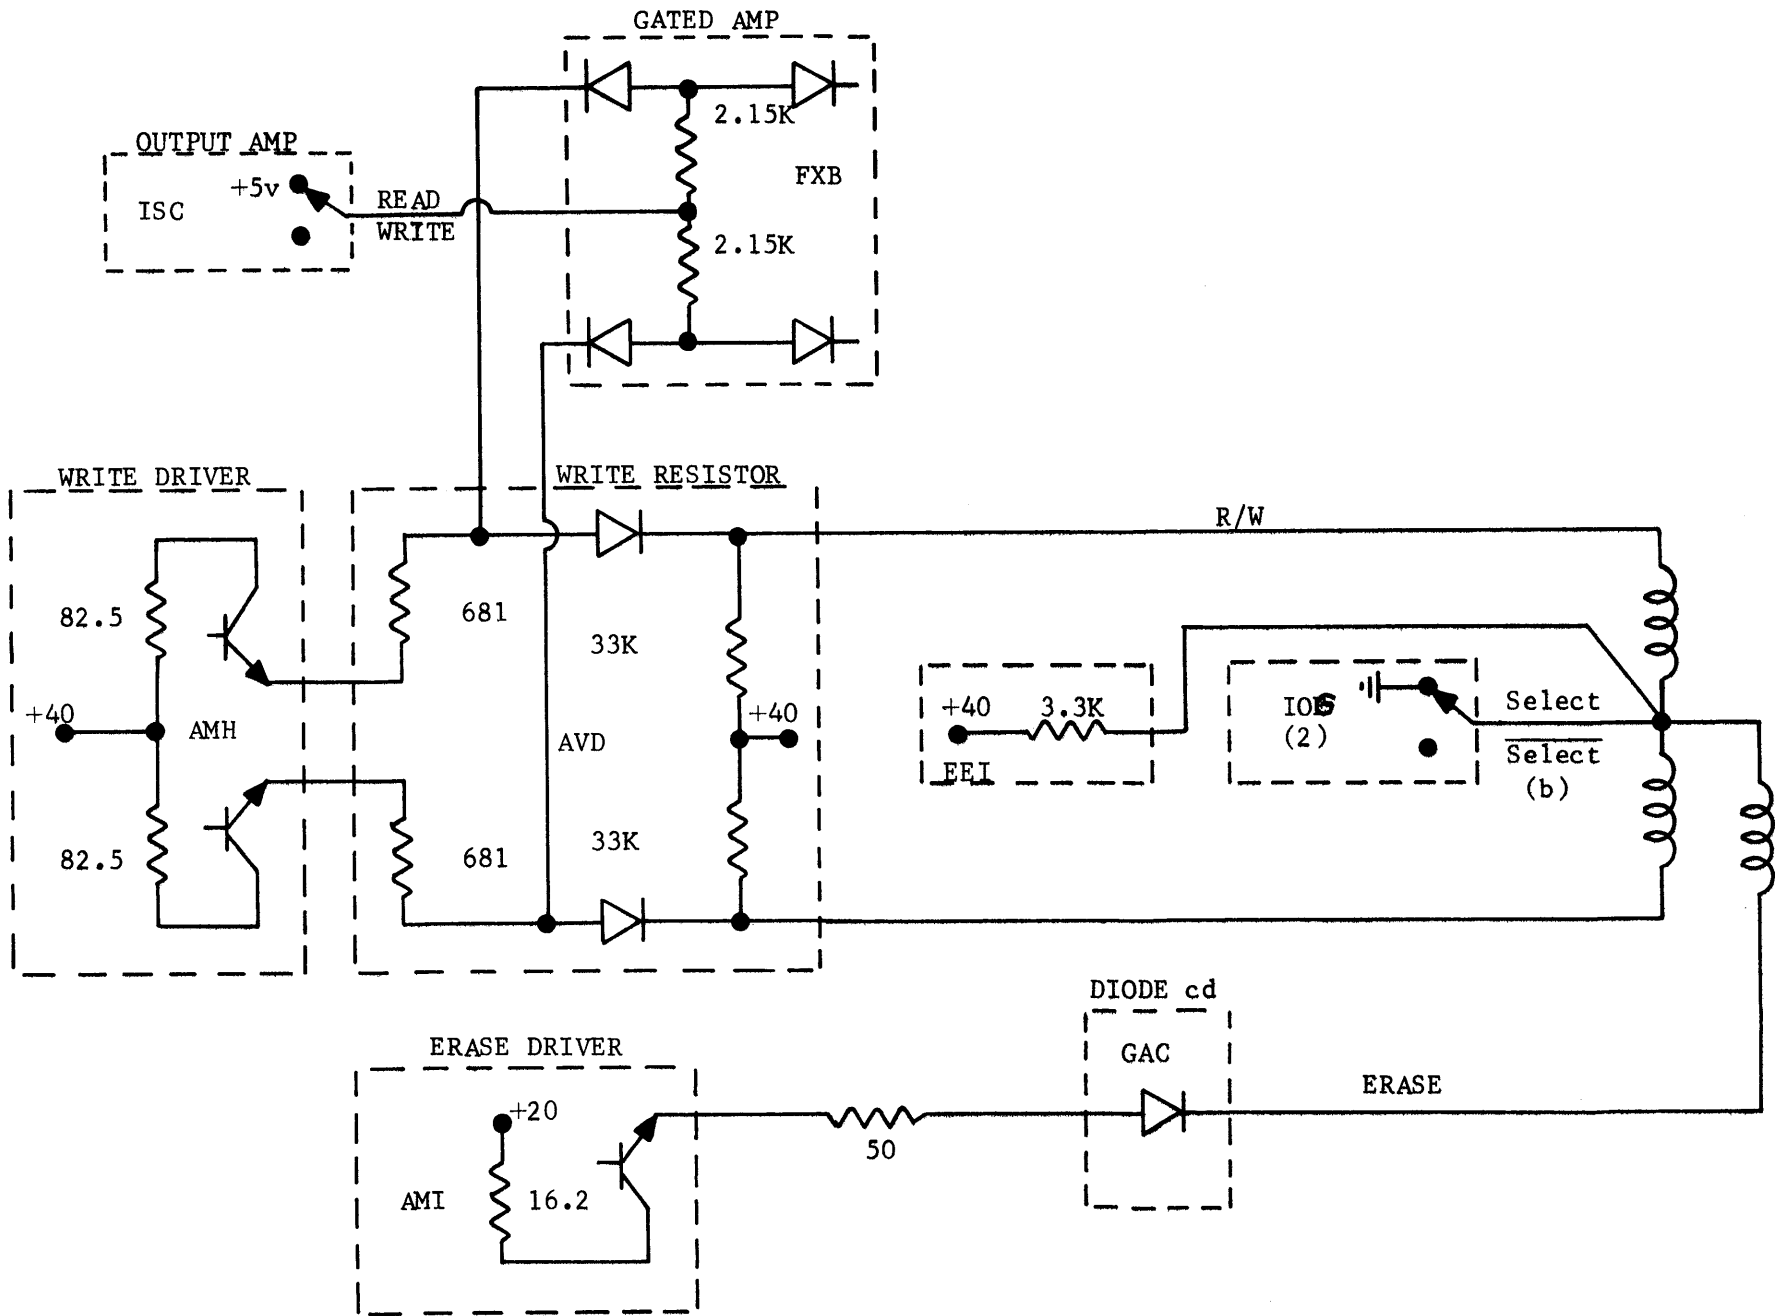 GATED AMP
2.15K
FXB
2.15K
OUTPUT AMP
+5v
ISC
READ
WRITE
WRITE DRIVER
82.5
+40
AMH
82.5
WRITE RESISTOR
681
33K
+40
AVD
681
33K
R/W
+40
3.3K
EEI
(2)
Select
Select
(b)
DIODE cd
GAC
ERASE
ERASE DRIVER
+20
AMI
16.2
50